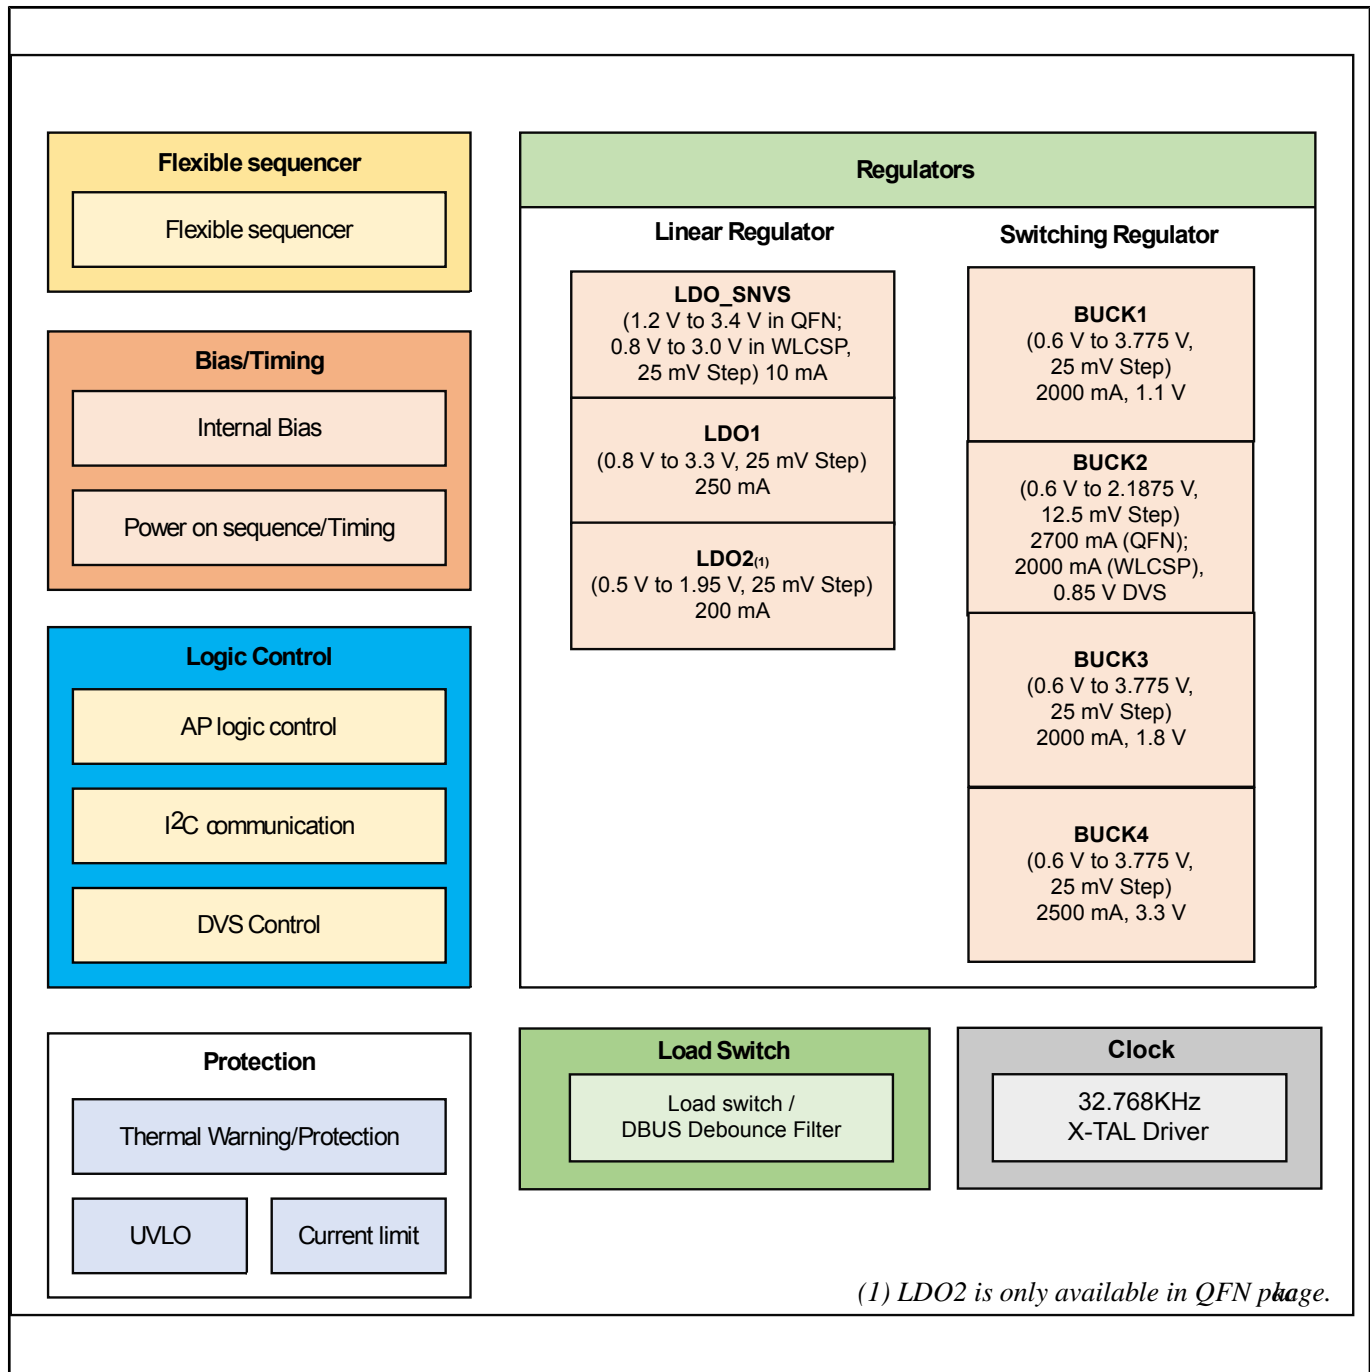 Flexible sequencer
Flexible sequencer
Bias/Timing
Internal Bias
Power on sequence/Timing
Logic Control
AP logic control
I2C communication
DVS Control
Protection
Thermal Warning/Protection
UVLO
Current limit
Regulators
Linear Regulator
LDO_SNVS
(1.2 V to 3.4 V in QFN;
0.8 V to 3.0 V in WLCSP,
25 mV Step) 10 mA
LDO1
(0.8 V to 3.3 V, 25 mV Step)
250 mA
LDO2(1)
(0.5 V to 1.95 V, 25 mV Step)
200 mA
Switching Regulator
BUCK1
(0.6 V to 3.775 V,
25 mV Step)
2000 mA, 1.1 V
BUCK2
(0.6 V to 2.1875 V,
12.5 mV Step)
2700 mA (QFN);
2000 mA (WLCSP),
0.85 V DVS
BUCK3
(0.6 V to 3.775 V,
25 mV Step)
2000 mA, 1.8 V
BUCK4
(0.6 V to 3.775 V,
25 mV Step)
2500 mA, 3.3 V
Load Switch
Load switch /
DBUS Debounce Filter
Clock
32.768KHz
X-TAL Driver
(1) LDO2 is only available in QFN